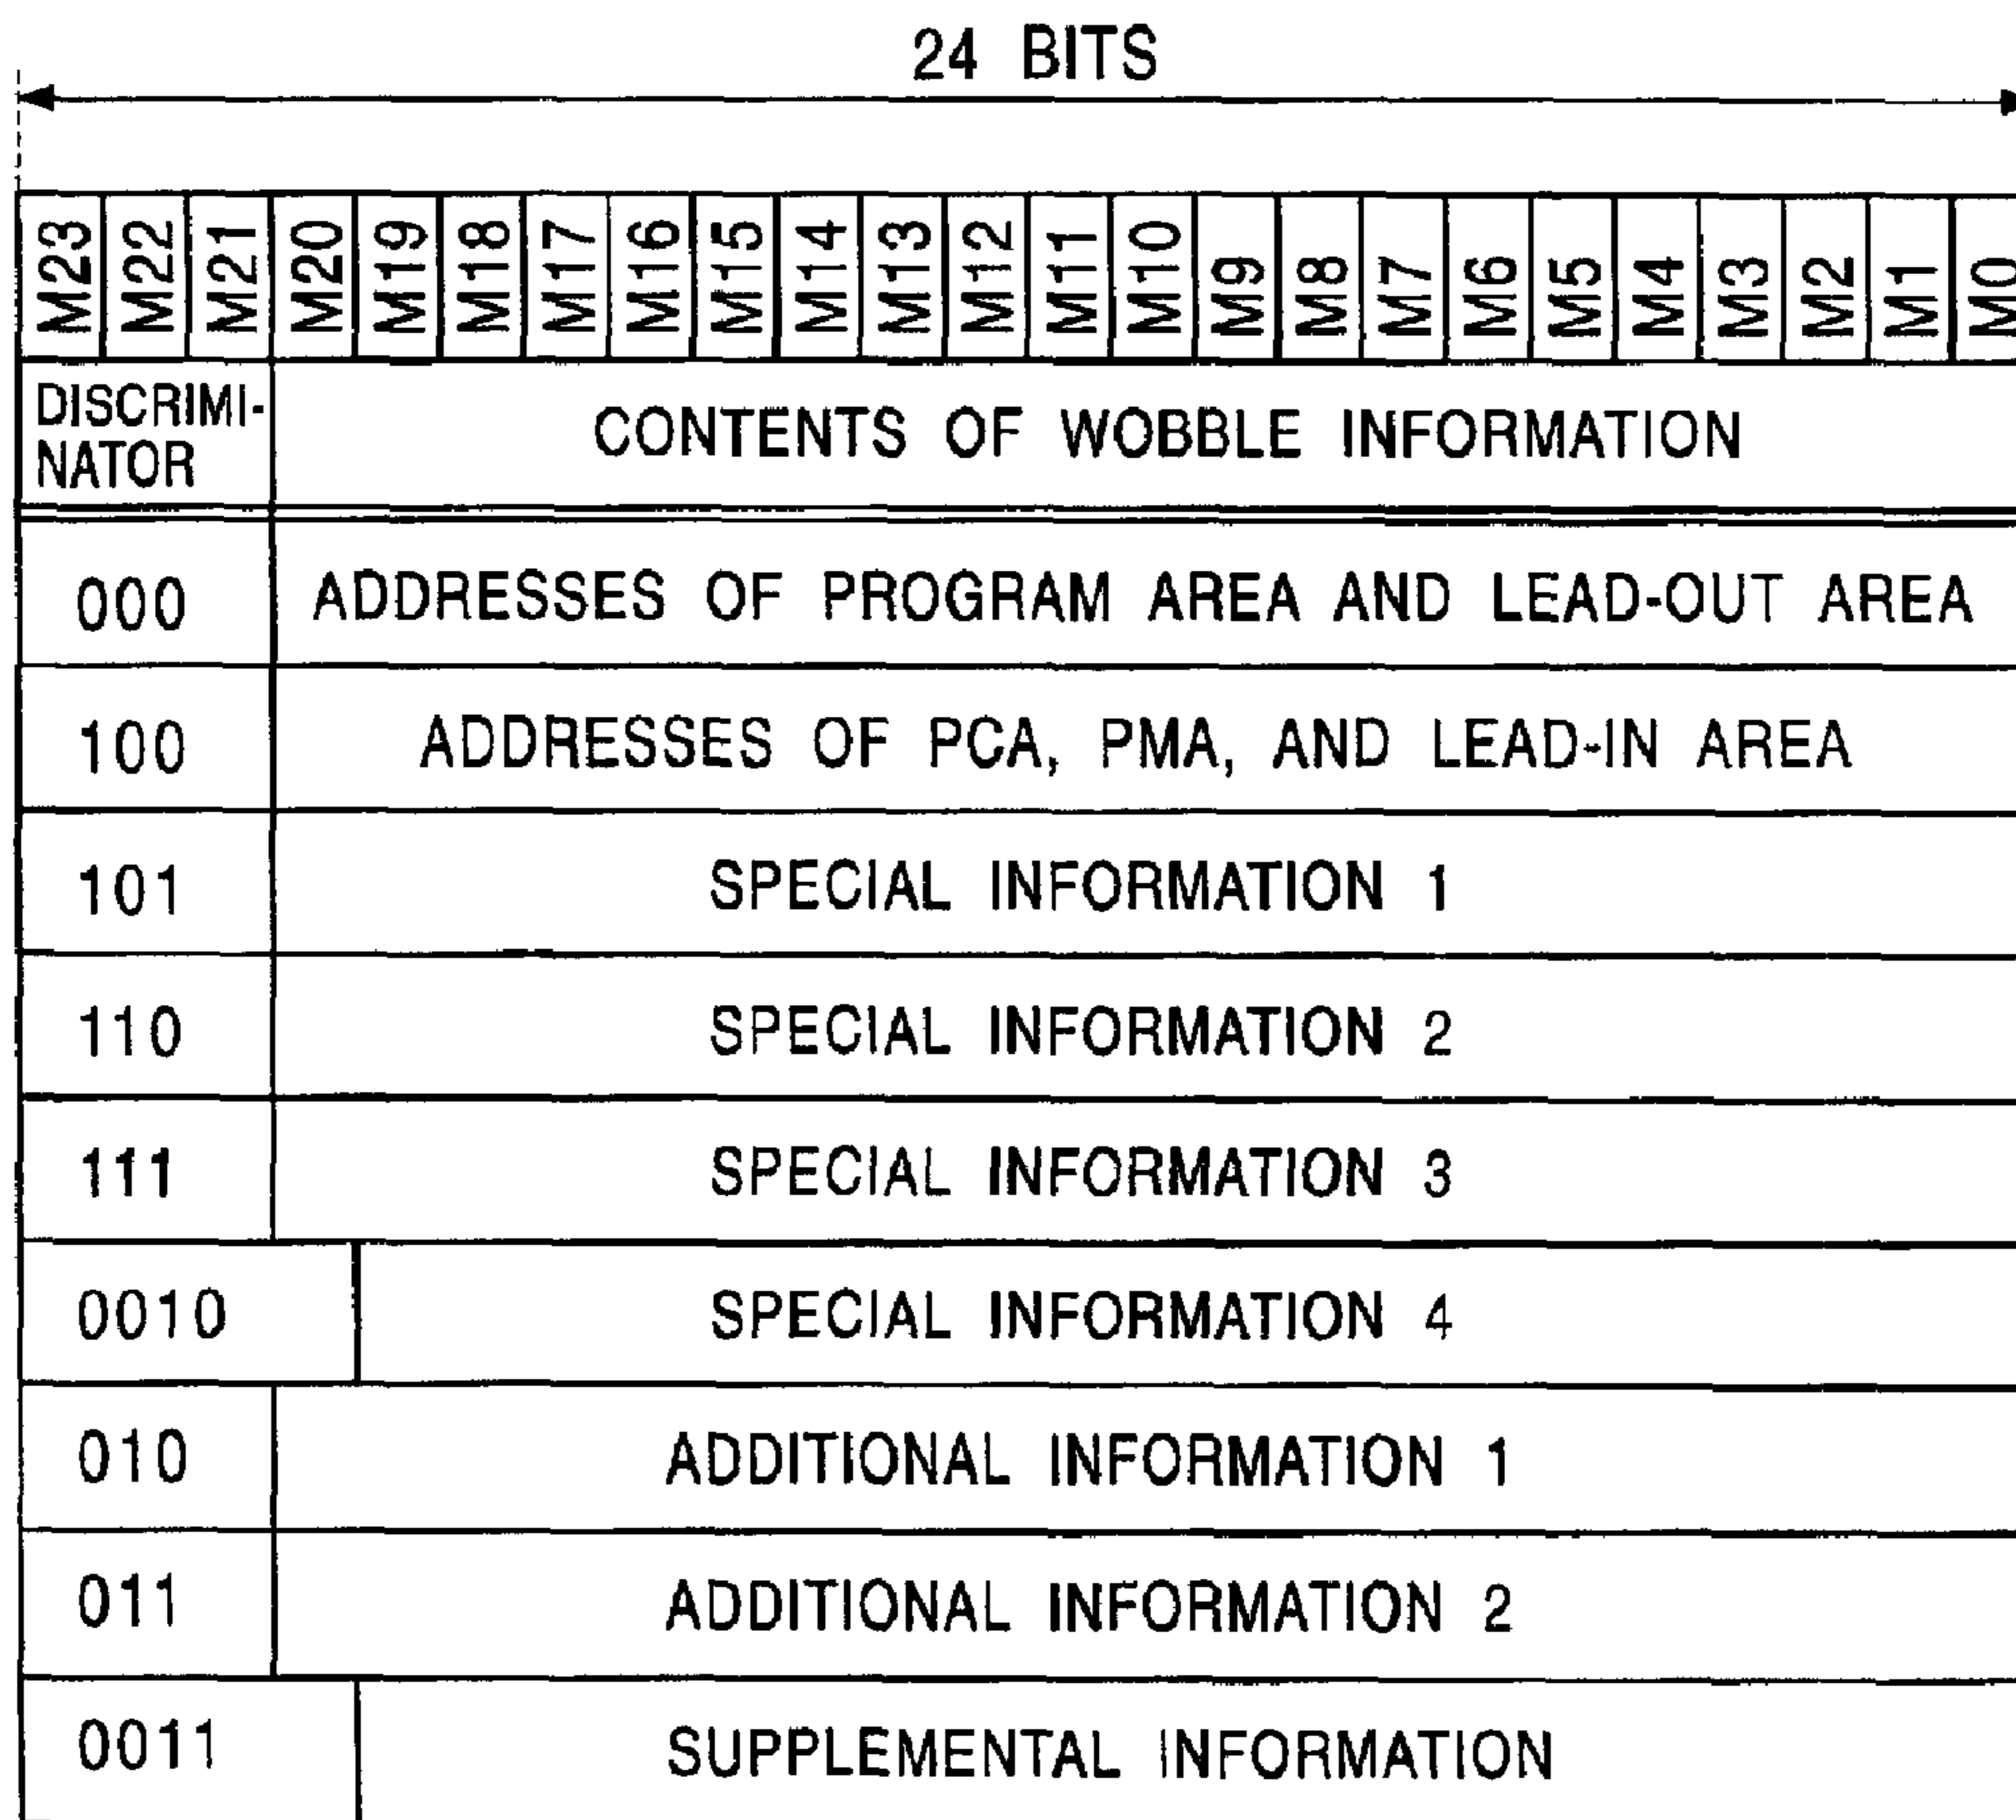 24 BITS
M23 M22 M21 M20 M19 M18 M17 M16 M15 M14 M13 M12 M11 M10 M9 M8 M7 M6 M5 M4 M3 M2 M1 M0
DISCRIMI-
NATOR
CONTENTS OF WOBBLE INFORMATION
000 ADDRESSES OF PROGRAM AREA AND LEAD-OUT AREA
100 ADDRESSES OF PCA, PMA, AND LEAD-IN AREA
101 SPECIAL INFORMATION 1
110 SPECIAL INFORMATION 2
111 SPECIAL INFORMATION 3
0010 SPECIAL INFORMATION 4
010 ADDITIONAL INFORMATION 1
011 ADDITIONAL INFORMATION 2
0011 SUPPLEMENTAL INFORMATION